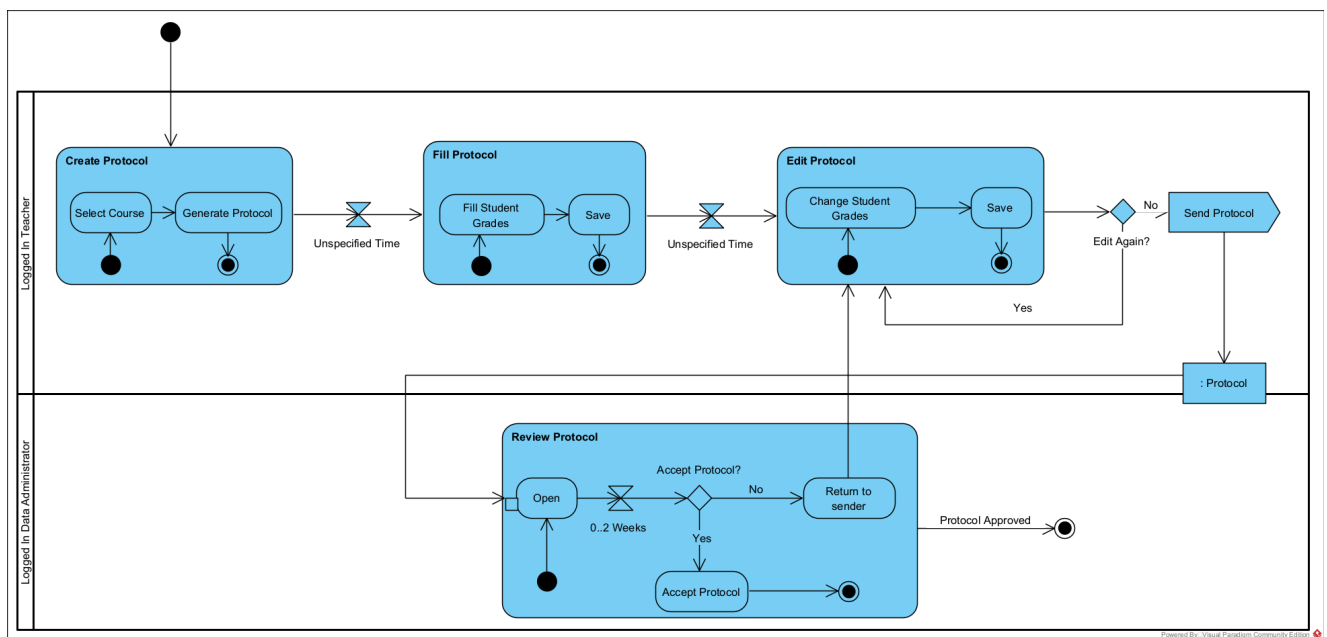 Logged In Teacher
Create Protocol
Select Course
Generate Protocol
Unspecified Time
Fill Protocol
Fill Student
Grades
Save
Unspecified Time
Edit Protocol
Change Student
Grades
Save
No
Edit Again?
Yes
Send Protocol
: Protocol
Logged In Data Administrator
Review Protocol
Open
0..2 Weeks
Accept Protocol?
No
Yes
Return to
sender
Accept Protocol
Protocol Approved
Powered By: Visual Paradigm Community Edition